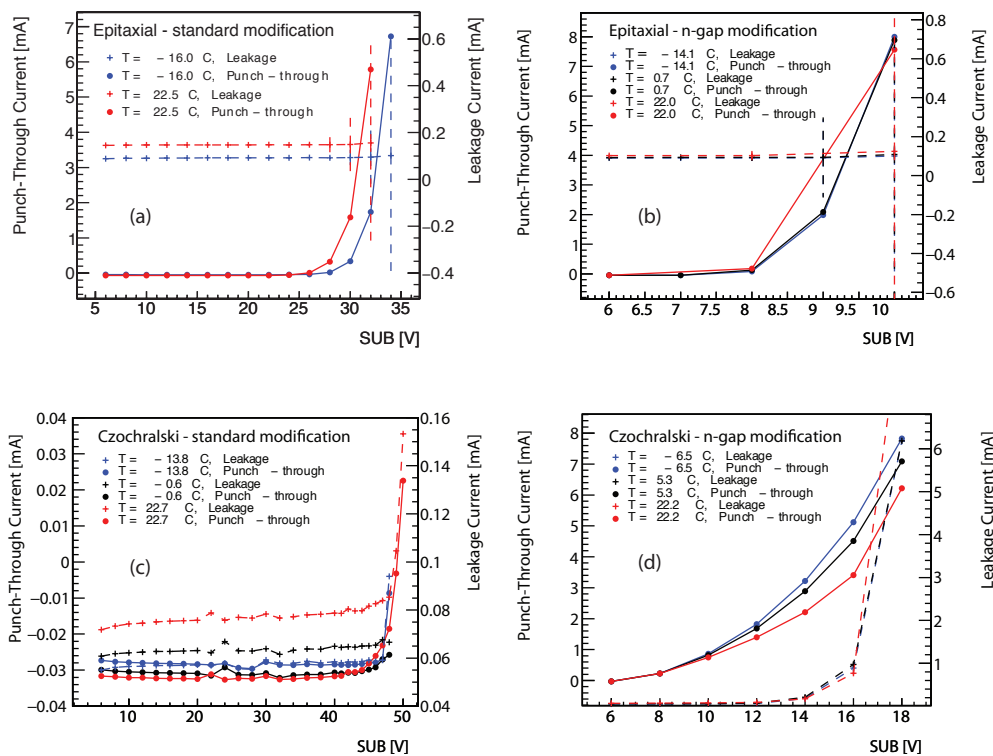 Punch-Through Current [mA]
7
6
5
4
3
2
1
0
Epitaxial - standard modification
T = − 16.0 C, Leakage
T = − 16.0 C, Punch − through
T = 22.5 C, Leakage
T = 22.5 C, Punch − through
(a)
0.6
0.4
0.2
0
−0.2
−0.4
Leakage Current [mA]
5 10 15 20 25 30 35
SUB [V]
Punch-Through Current [mA]
8
7
6
5
4
3
2
1
0
Epitaxial - n-gap modification
T = − 14.1 C, Leakage
T = − 14.1 C, Punch − through
T = 0.7 C, Leakage
T = 0.7 C, Punch − through
T = 22.0 C, Leakage
T = 22.0 C, Punch − through
(b)
0.8
0.6
0.4
0.2
0
−0.2
−0.4
−0.6
Leakage Current [mA]
6 6.5 7 7.5 8 8.5 9 9.5 10
SUB [V]
Punch-Through Current [mA]
0.04
0.03
0.02
0.01
0
−0.01
−0.02
−0.03
−0.04
Czochralski - standard modification
T = − 13.8 C, Leakage
T = − 13.8 C, Punch − through
T = − 0.6 C, Leakage
T = − 0.6 C, Punch − through
T = 22.7 C, Leakage
T = 22.7 C, Punch − through
(c)
0.16
0.14
0.12
0.10
0.08
0.06
0.04
Leakage Current [mA]
10 20 30 40 50
SUB [V]
Punch-Through Current [mA]
8
7
6
5
4
3
2
1
0
Czochralski - n-gap modification
T = − 6.5 C, Leakage
T = − 6.5 C, Punch − through
T = 5.3 C, Leakage
T = 5.3 C, Punch − through
T = 22.2 C, Leakage
T = 22.2 C, Punch − through
(d)
6
5
4
3
2
1
Leakage Current [mA]
6 8 10 12 14 16 18
SUB [V]